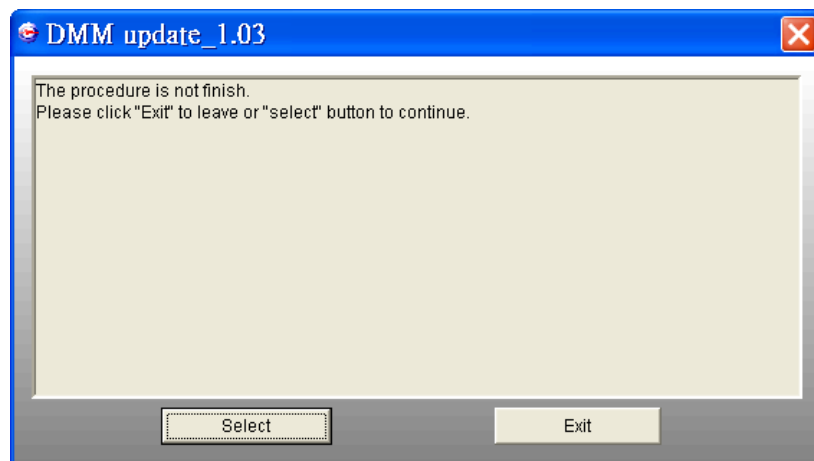 DMM update_1.03
The procedure is not finish.
Please click "Exit" to leave or "select" button to continue.
Select
Exit